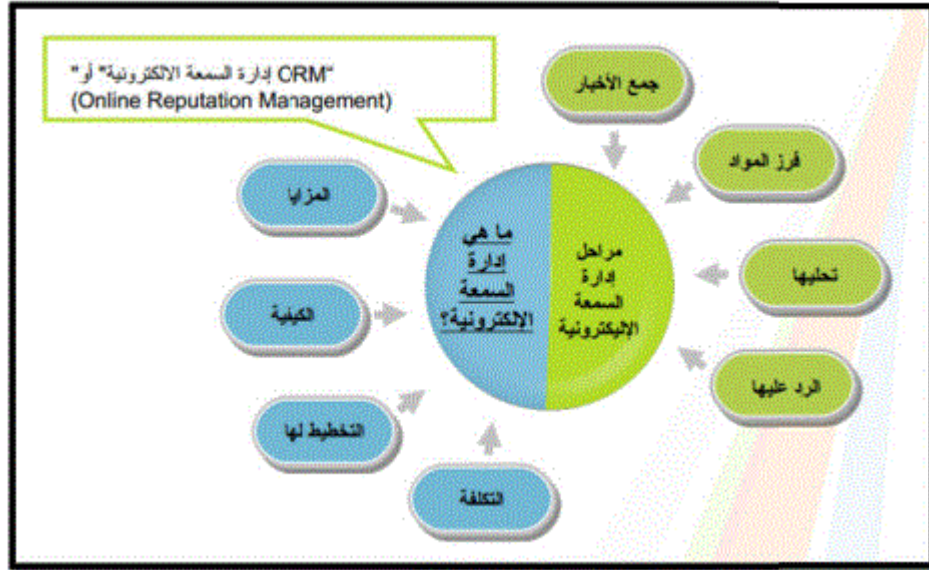 "إدارة السمعة الالكترونية" أو "CRM
(Online Reputation Management)
جمع الأخبار
فرز المواد
تحليها
الرد عليها
مراحل
إدارة
السمعة
الإليكترونية
ما هي
إدارة
السمعة
الإلكترونية؟
المزايا
الكيفية
التخطيط لها
التكلفة